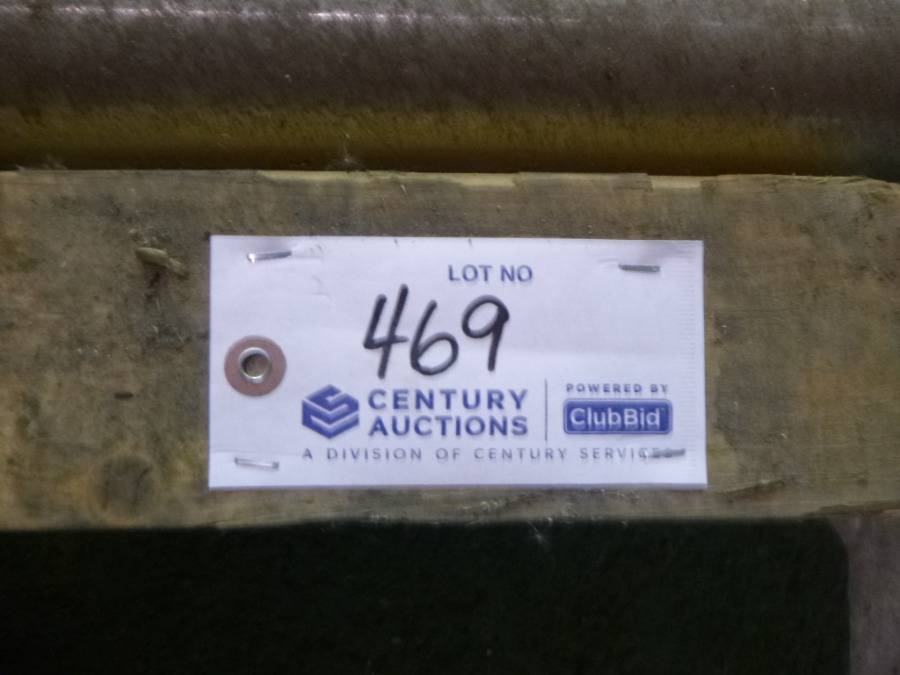 LOT NO
469
CENTURY
AUCTIONS
POWERED BY
ClubBid
A DIVISION OF CENTURY SERVICES